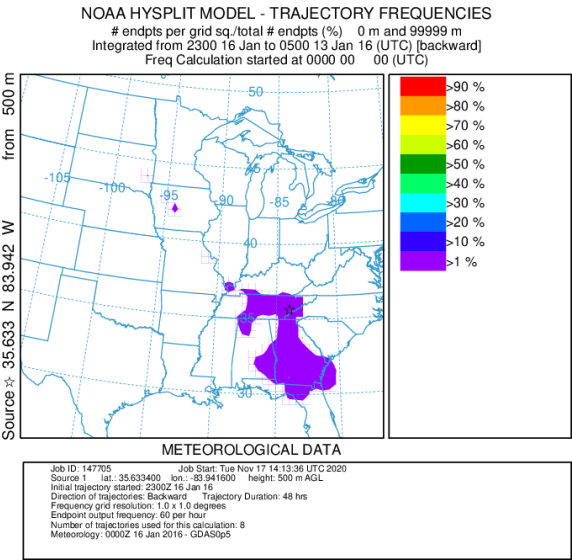 NOAA HYSPLIT MODEL - TRAJECTORY FREQUENCIES
# endpts per grid sq./total # endpts (%)    0 m and 99999 m
Integrated from 2300 16 Jan to 0500 13 Jan 16 (UTC) [backward]
Freq Calculation started at 0000 00    00 (UTC)
Source ☆ 35.633 N 83.942 W    from 500 m
50
45
-105
-100
-95
-90
-85
-80
40
35
30
>90 %
>80 %
>70 %
>60 %
>50 %
>40 %
>30 %
>20 %
>10 %
>1 %
METEOROLOGICAL DATA
Job ID: 147705    Job Start: Tue Nov 17 14:13:36 UTC 2020
Source 1    lat.: 35.633400    lon.: -83.941600    height: 500 m AGL
Initial trajectory started: 2300Z 16 Jan 16
Direction of trajectories: Backward    Trajectory Duration: 48 hrs
Frequency grid resolution: 1.0 x 1.0 degrees
Endpoint output frequency: 60 per hour
Number of trajectories used for this calculation: 8
Meteorology: 0000Z 16 Jan 2016 - GDAS0p5